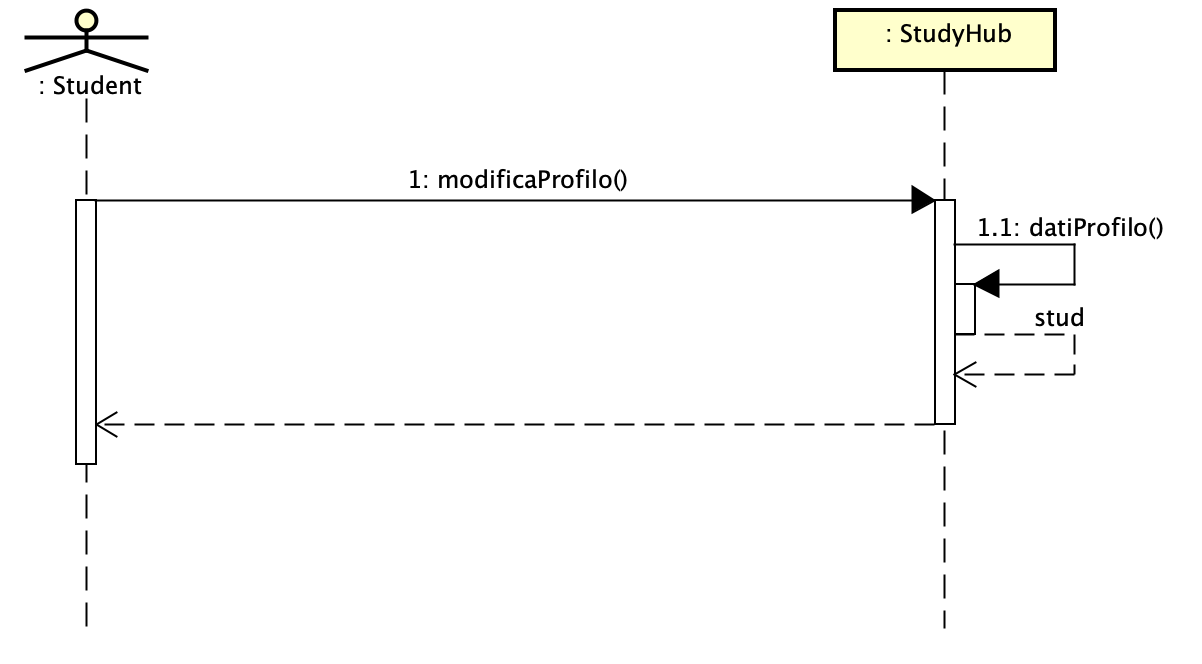 : Student
: StudyHub
1: modificaProfilo()
1.1: datiProfilo()
stud